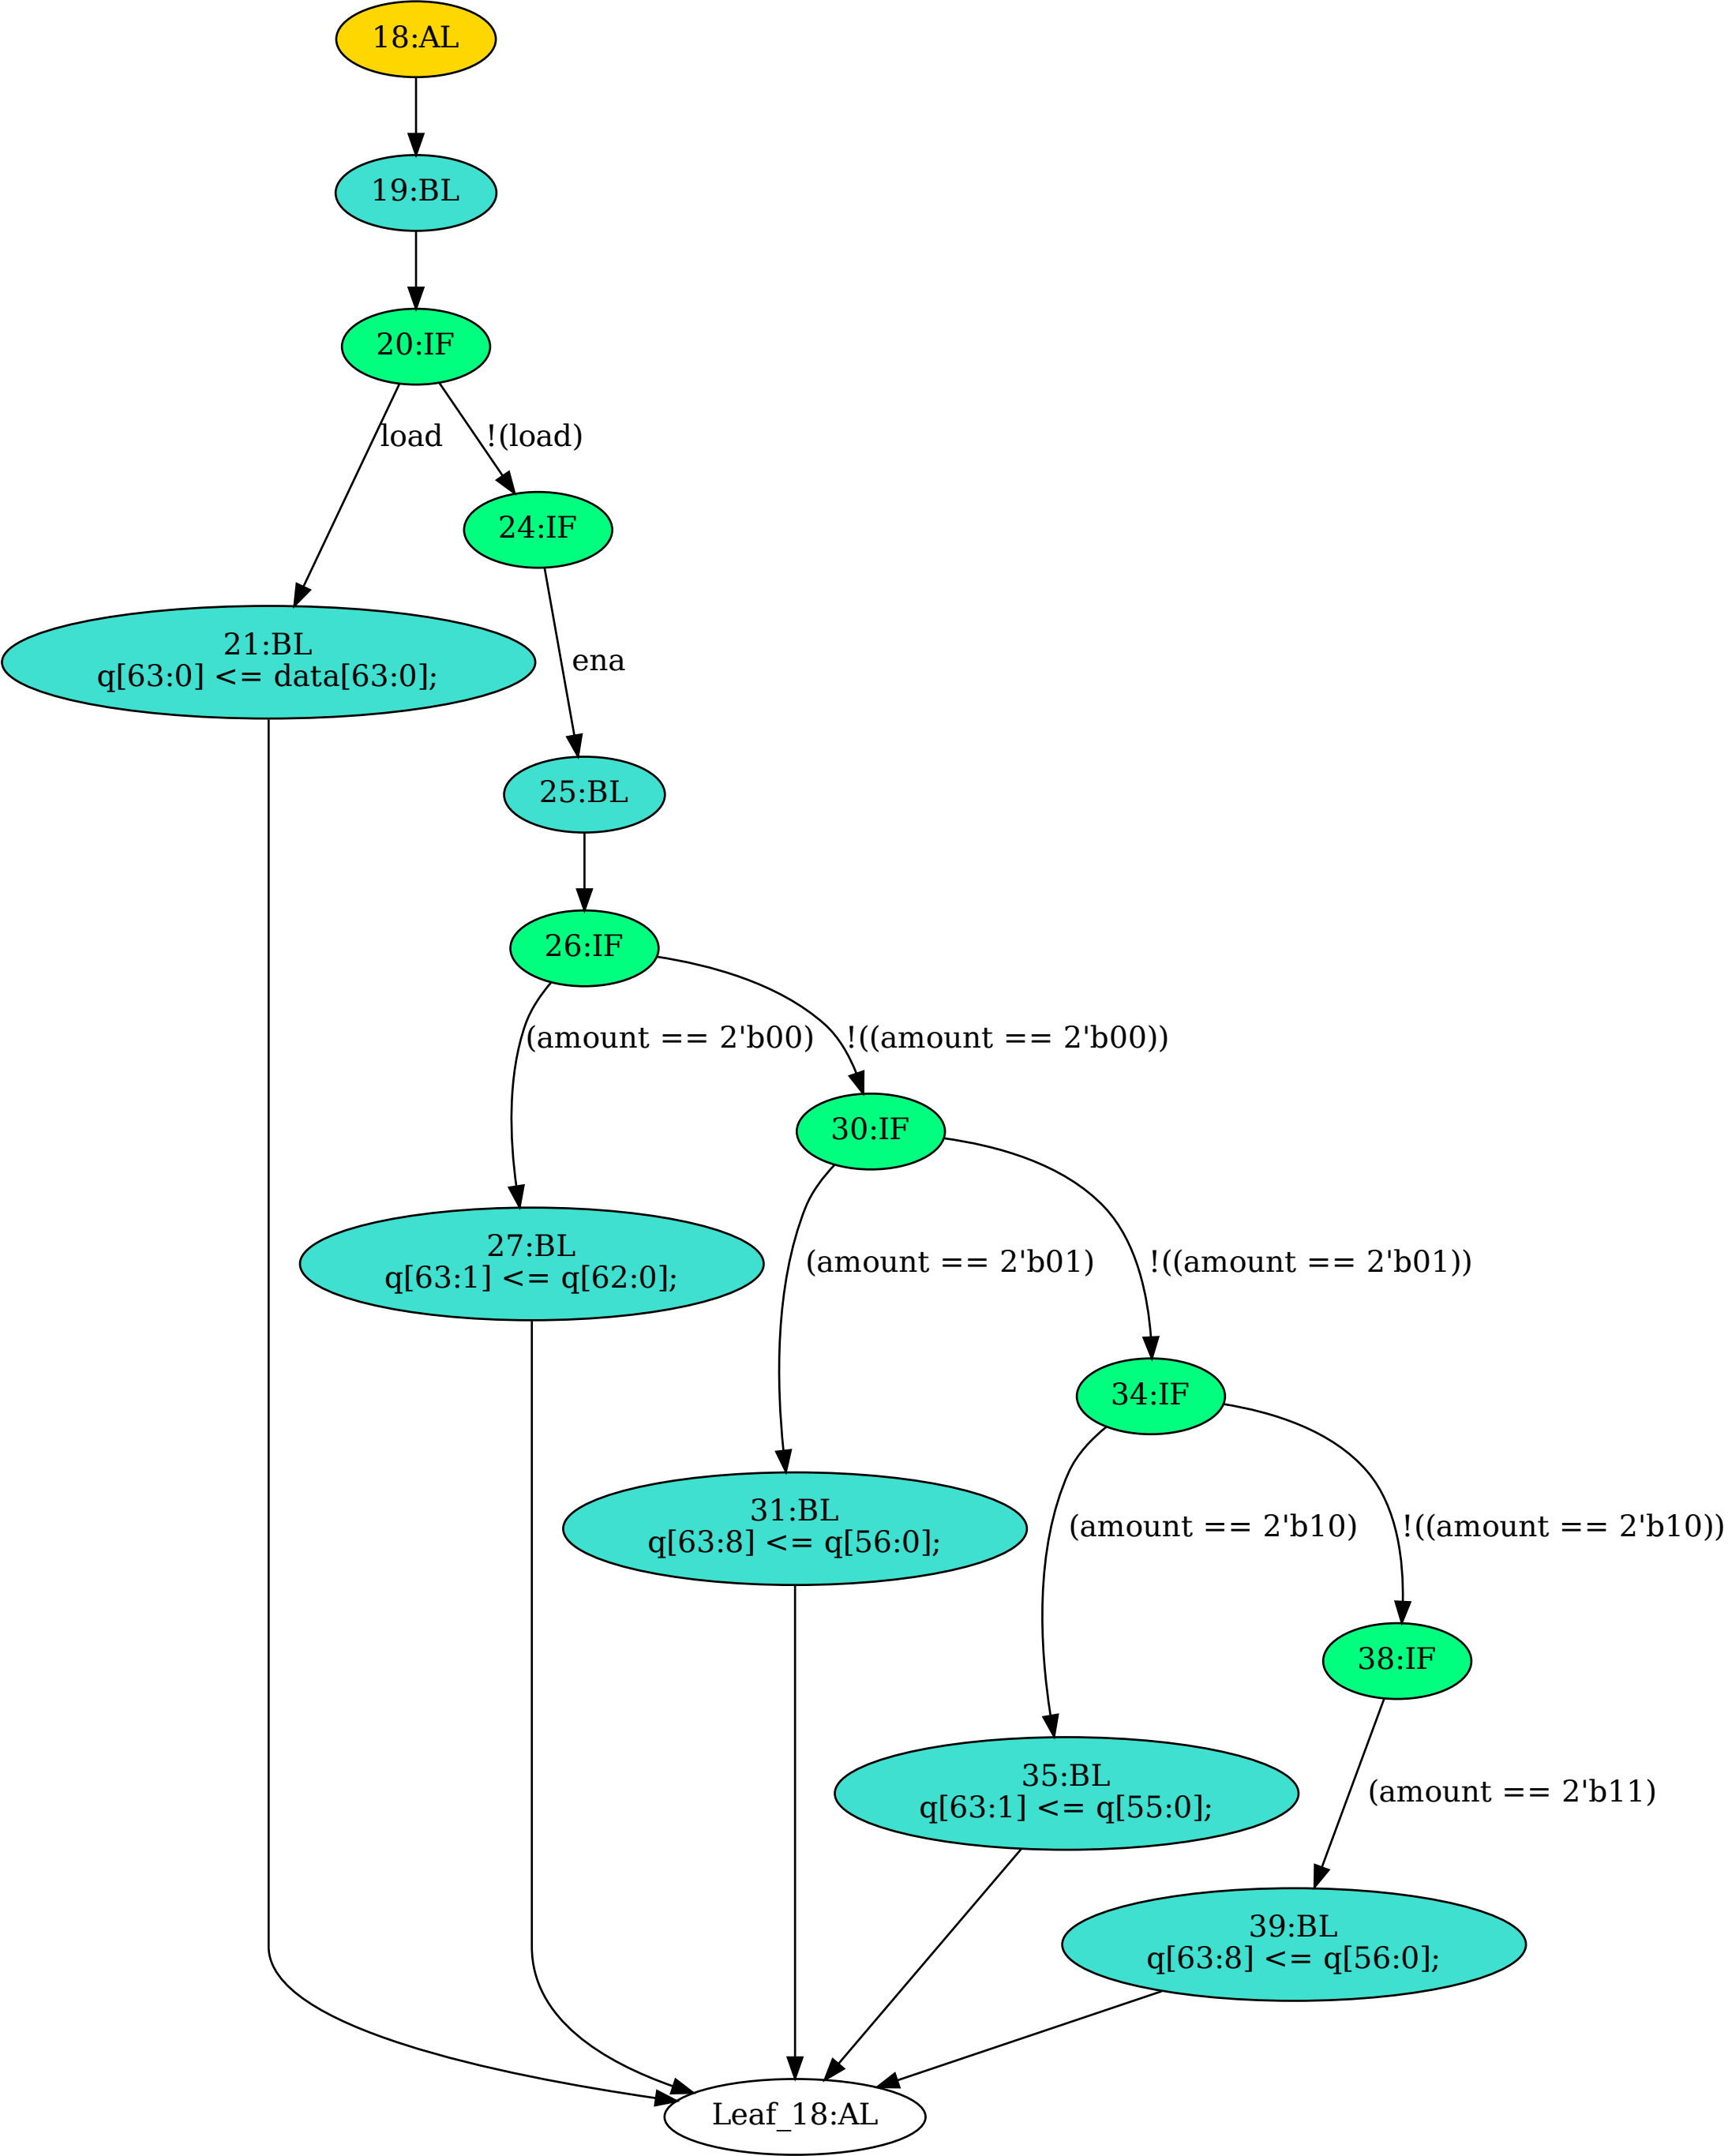 18:AL
19:BL
20:IF
load
!(load)
24:IF
21:BL
q[63:0] <= data[63:0];
ena
25:BL
26:IF
(amount == 2'b00)
!((amount == 2'b00))
30:IF
27:BL
q[63:1] <= q[62:0];
(amount == 2'b01)
!((amount == 2'b01))
34:IF
31:BL
q[63:8] <= q[56:0];
(amount == 2'b10)
!((amount == 2'b10))
38:IF
35:BL
q[63:1] <= q[55:0];
(amount == 2'b11)
39:BL
q[63:8] <= q[56:0];
Leaf_18:AL